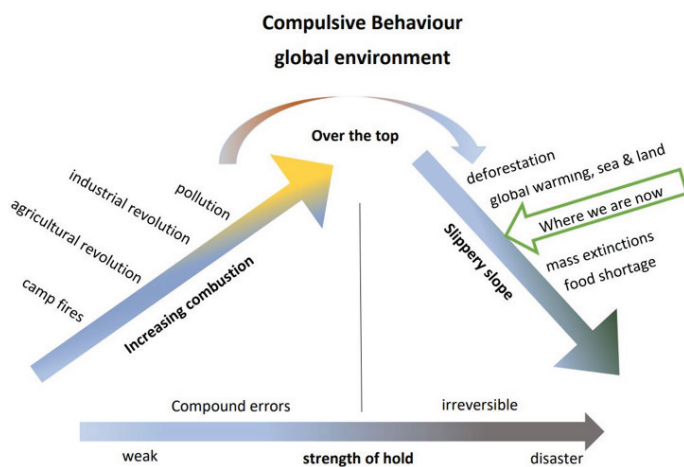 Compulsive Behaviour
global environment
Over the top
pollution
industrial revolution
agricultural revolution
camp fires
Increasing combustion
deforestation
global warming, sea & land
Where we are now
mass extinctions
food shortage
Slippery slope
Compound errors
irreversible
weak
strength of hold
disaster